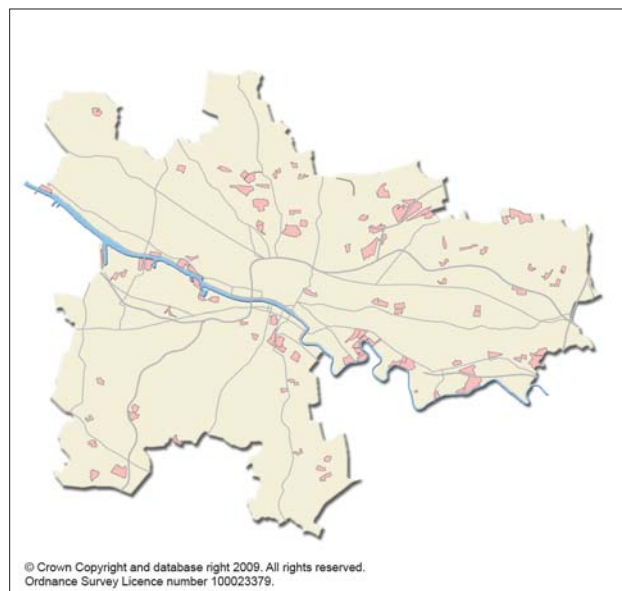 © Crown Copyright and database right 2009. All rights reserved.
Ordnance Survey Licence number 100023379.